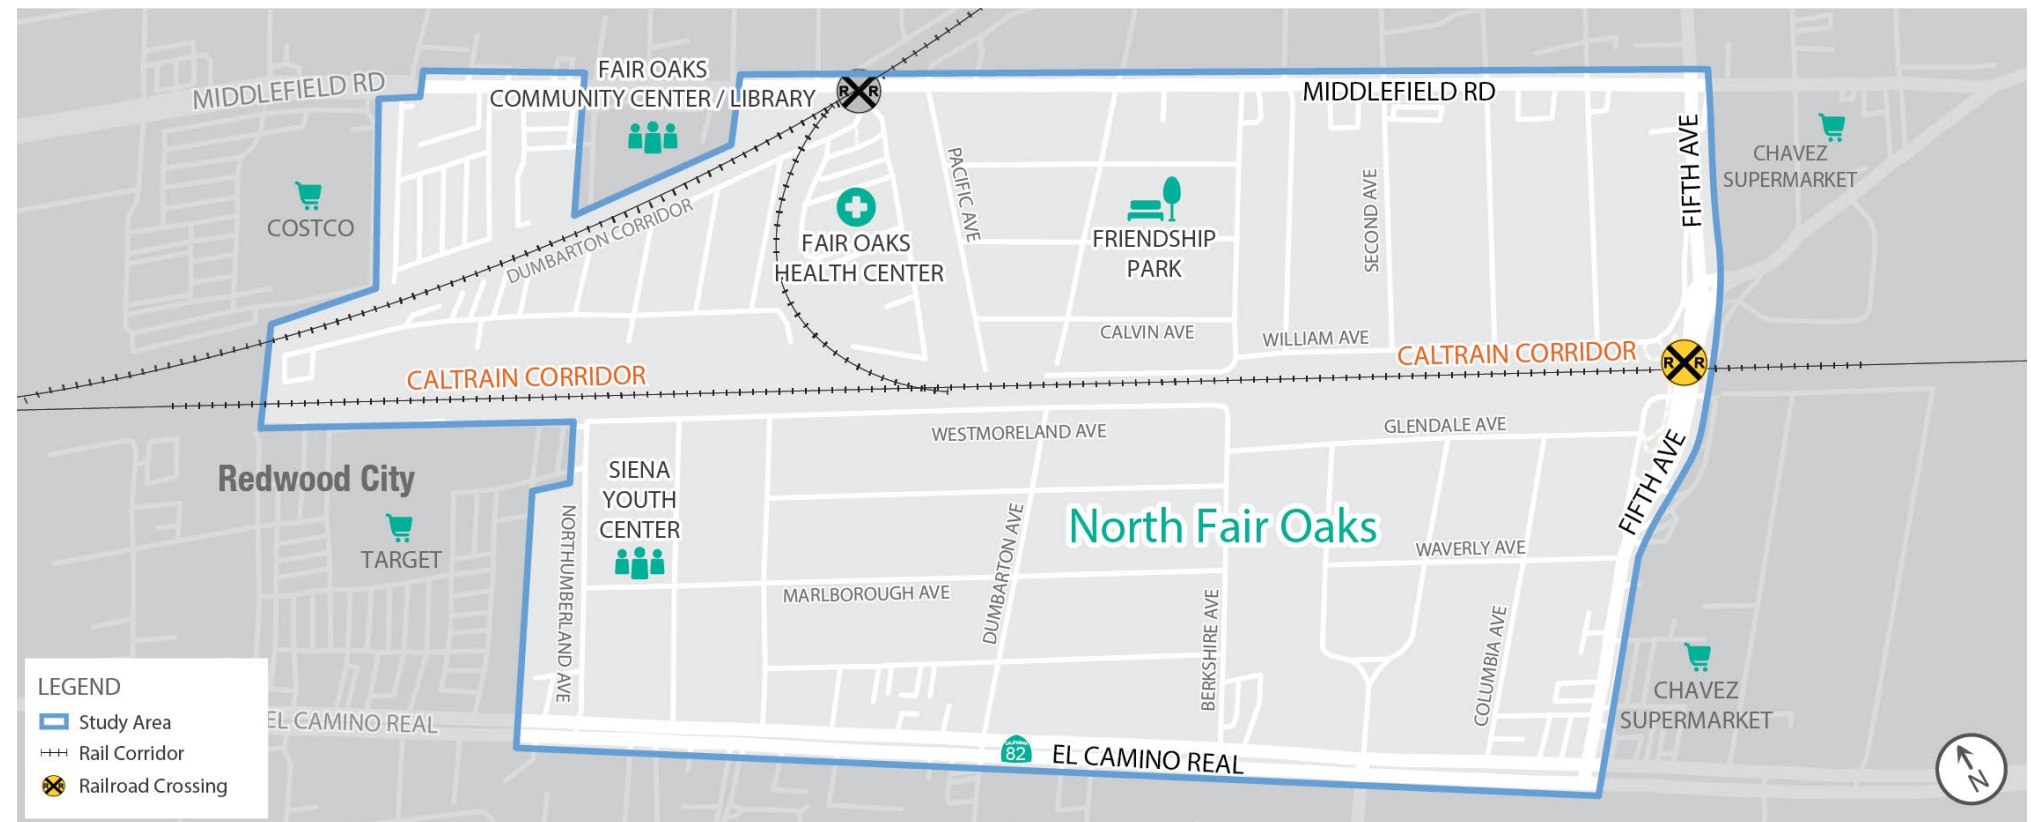 MIDDLEFIELD RD
FAIR OAKS
COMMUNITY CENTER / LIBRARY
R R
MIDDLEFIELD RD
FIFTH AVE
CHAVEZ
SUPERMARKET
COSTCO
DUMBARTON CORRIDOR
FAIR OAKS
HEALTH CENTER
PACIFIC AVE
FRIENDSHIP
PARK
SECOND AVE
CALVIN AVE
WILLIAM AVE
CALTRAIN CORRIDOR
R R
CALTRAIN CORRIDOR
WESTMORELAND AVE
GLENDALE AVE
FIFTH AVE
Redwood City
SIENA
YOUTH
CENTER
TARGET
NORTHUMBERLAND AVE
North Fair Oaks
DUMBARTON AVE
WAVERLY AVE
MARLBOROUGH AVE
BERKSHIRE AVE
COLUMBIA AVE
CHAVEZ
SUPERMARKET
EL CAMINO REAL
CALIFORNIA
82
EL CAMINO REAL
LEGEND
Study Area
Rail Corridor
R R
Railroad Crossing
N